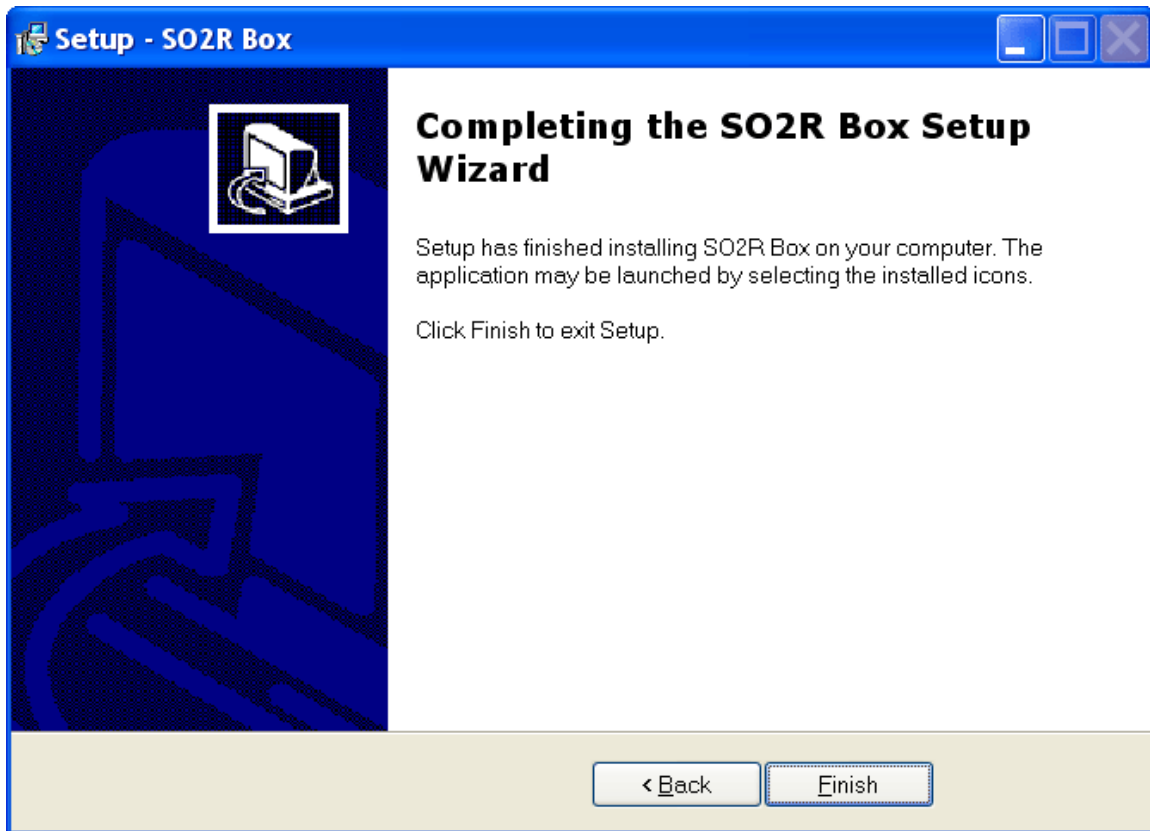 Setup - SO2R Box
Completing the SO2R Box Setup
Wizard
Setup has finished installing SO2R Box on your computer. The
application may be launched by selecting the installed icons.
Click Finish to exit Setup.
< Back
Finish